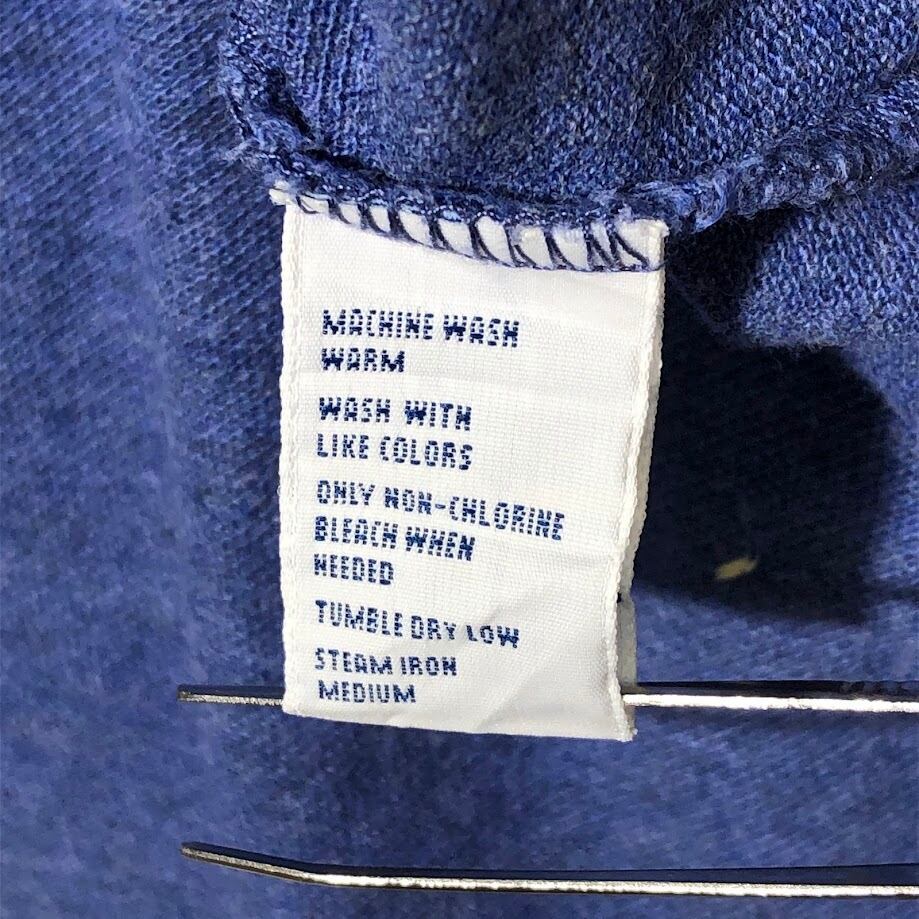 MACHINE WASH
WARM
WASH WITH
LIKE COLORS
ONLY NON-CHLORINE
BLEACH WHEN
NEEDED
TUMBLE DRY LOW
STEAM IRON
MEDIUM